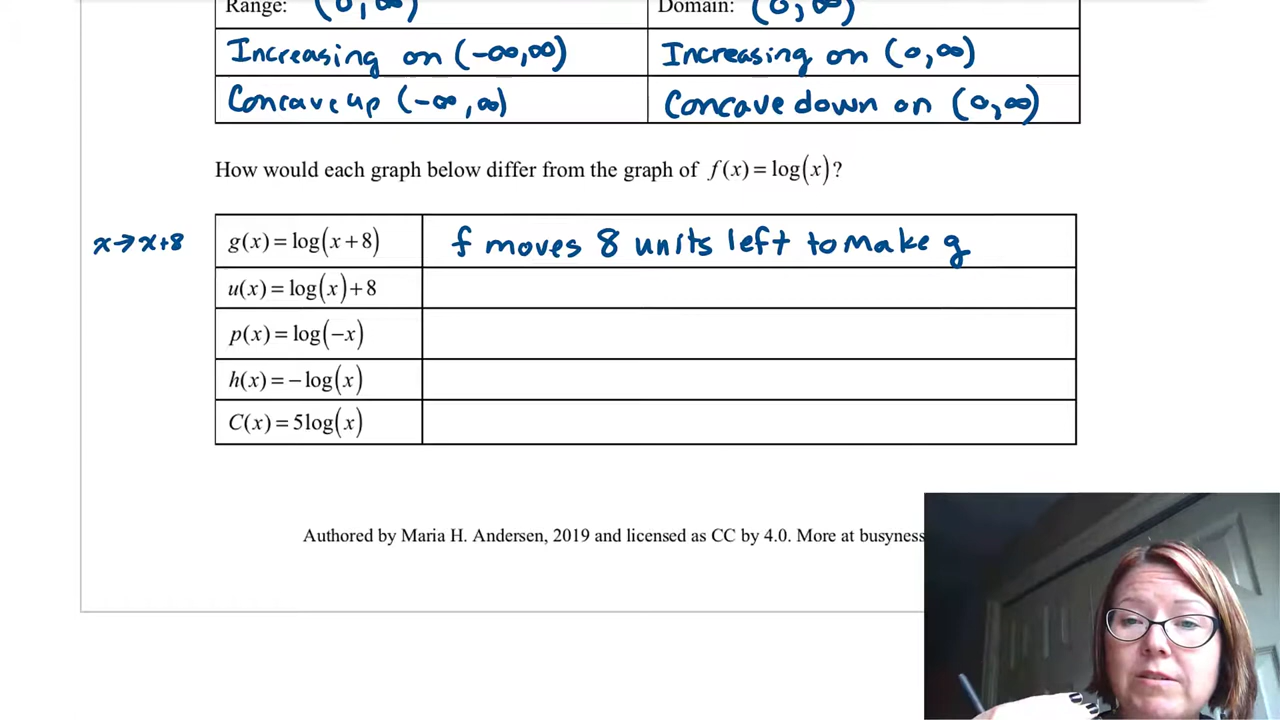 Range: (0, ∞) Domain: (0, ∞)
Increasing on (-∞,∞) Increasing on (0,∞)
Concave up (-∞,∞) Concave down on (0,∞)
How would each graph below differ from the graph of f(x) = log(x)?
x→x+8 g(x) = log(x+8) f moves 8 units left to make g
u(x) = log(x)+8
p(x) = log(−x)
h(x) = −log(x)
C(x) = 5log(x)
Authored by Maria H. Andersen, 2019 and licensed as CC by 4.0. More at busyness